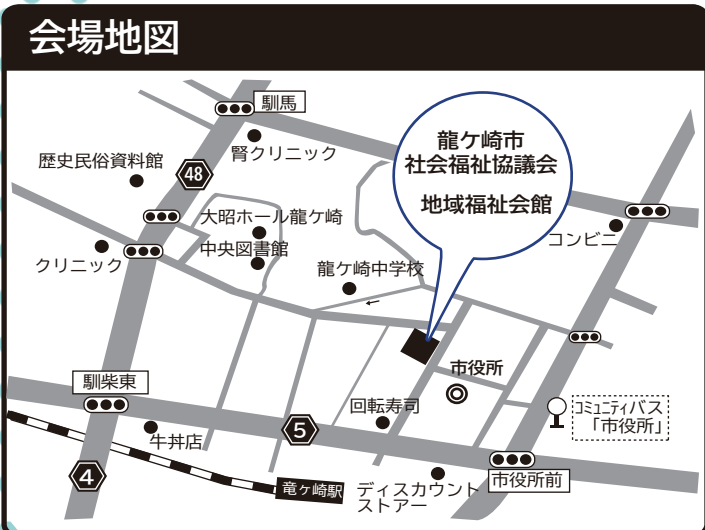 会場地図
馴馬
腎クリニック
龍ケ崎市
社会福祉協議会
地域福祉会館
歴史民俗資料館
48
大昭ホール龍ケ崎
中央図書館
コンビニ
クリニック
龍ケ崎中学校
市役所
馴柴東
回転寿司
コミュニティバス
「市役所」
牛丼店
5
4
竜ヶ崎駅
ディスカウント
ストアー
市役所前